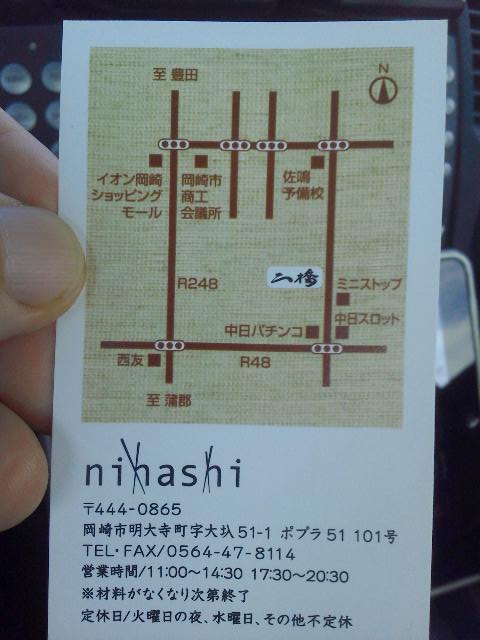 至 豊田
N
イオン岡崎
ショッピング
モール
岡崎市
商工
会議所
佐鳴
予備校
R248
二橋
ミニストップ
中日スロット
中日パチンコ
西友
R48
至 蒲郡
nihashi
〒444-0865
岡崎市明大寺町字大圦51-1 ポプラ51 101号
TEL・FAX/0564-47-8114
営業時間/11:00〜14:30 17:30〜20:30
※材料がなくなり次第終了
定休日/火曜日の夜、水曜日、その他不定休